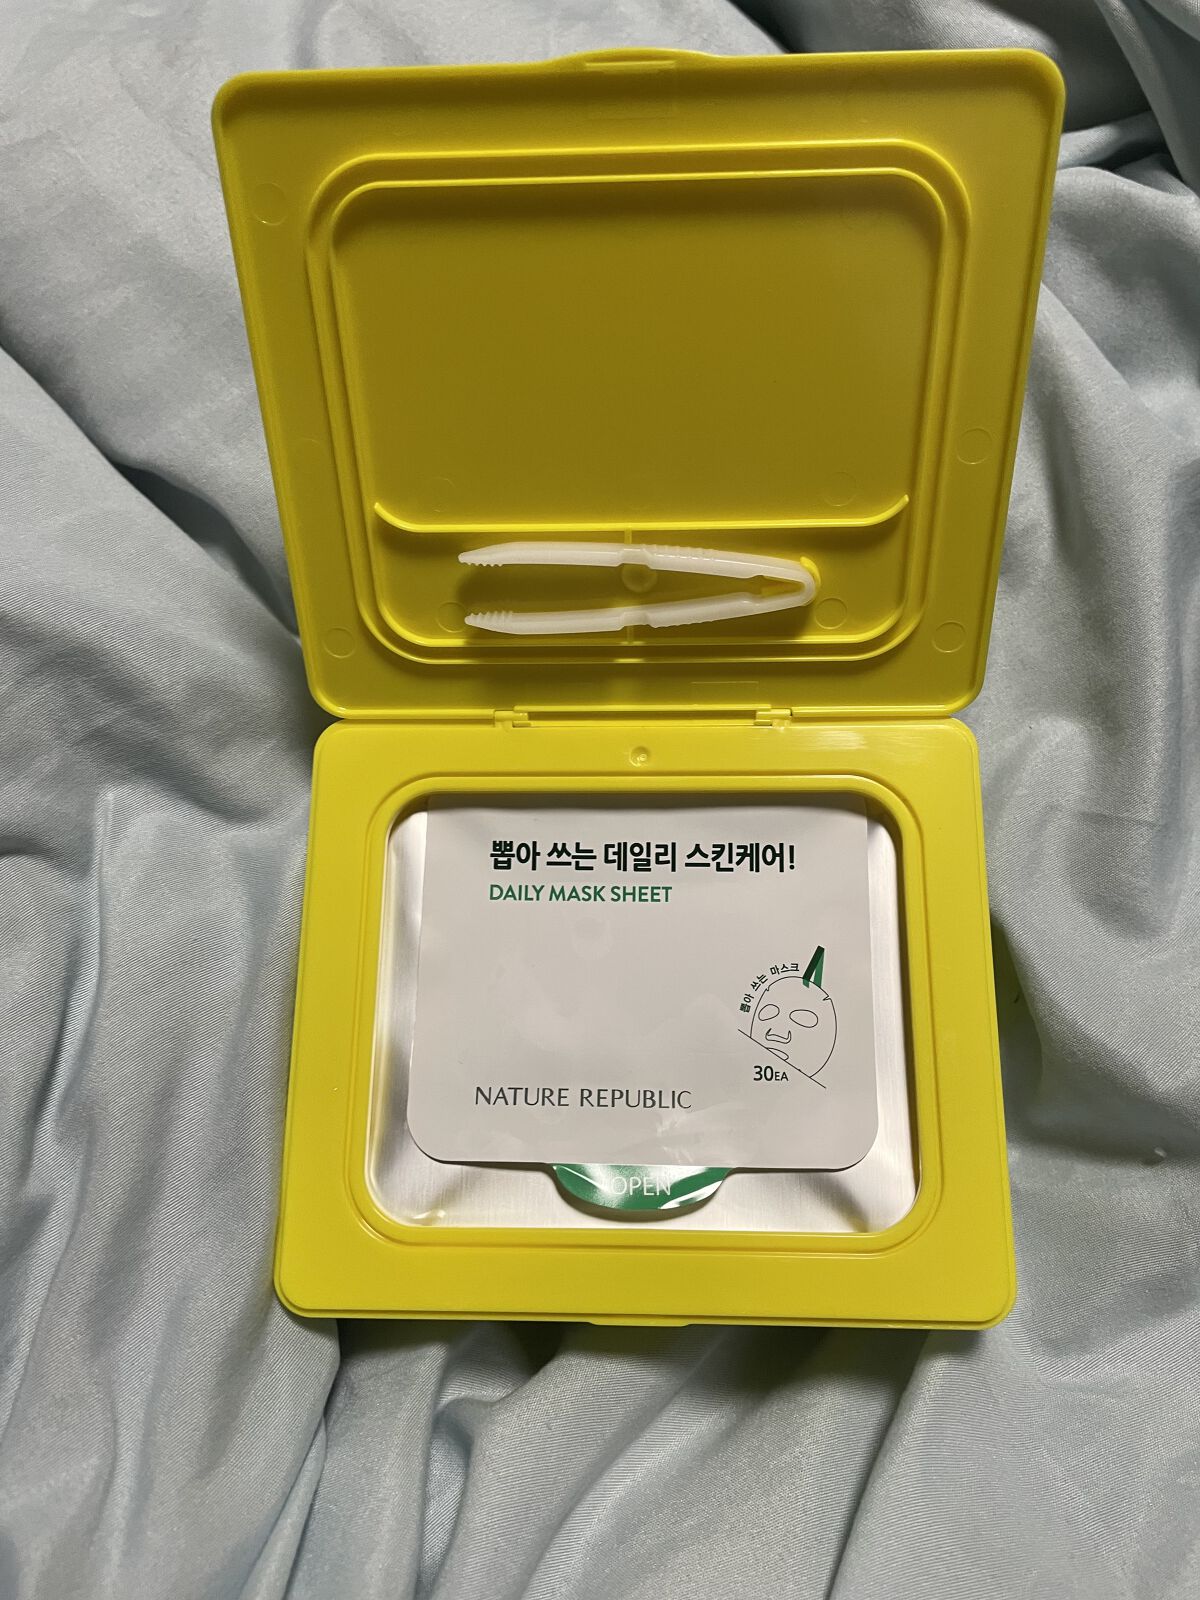 뽑아 쓰는 데일리 스킨케어!
DAILY MASK SHEET
뽑아 쓰는 마스크
30EA
NATURE REPUBLIC
OPEN